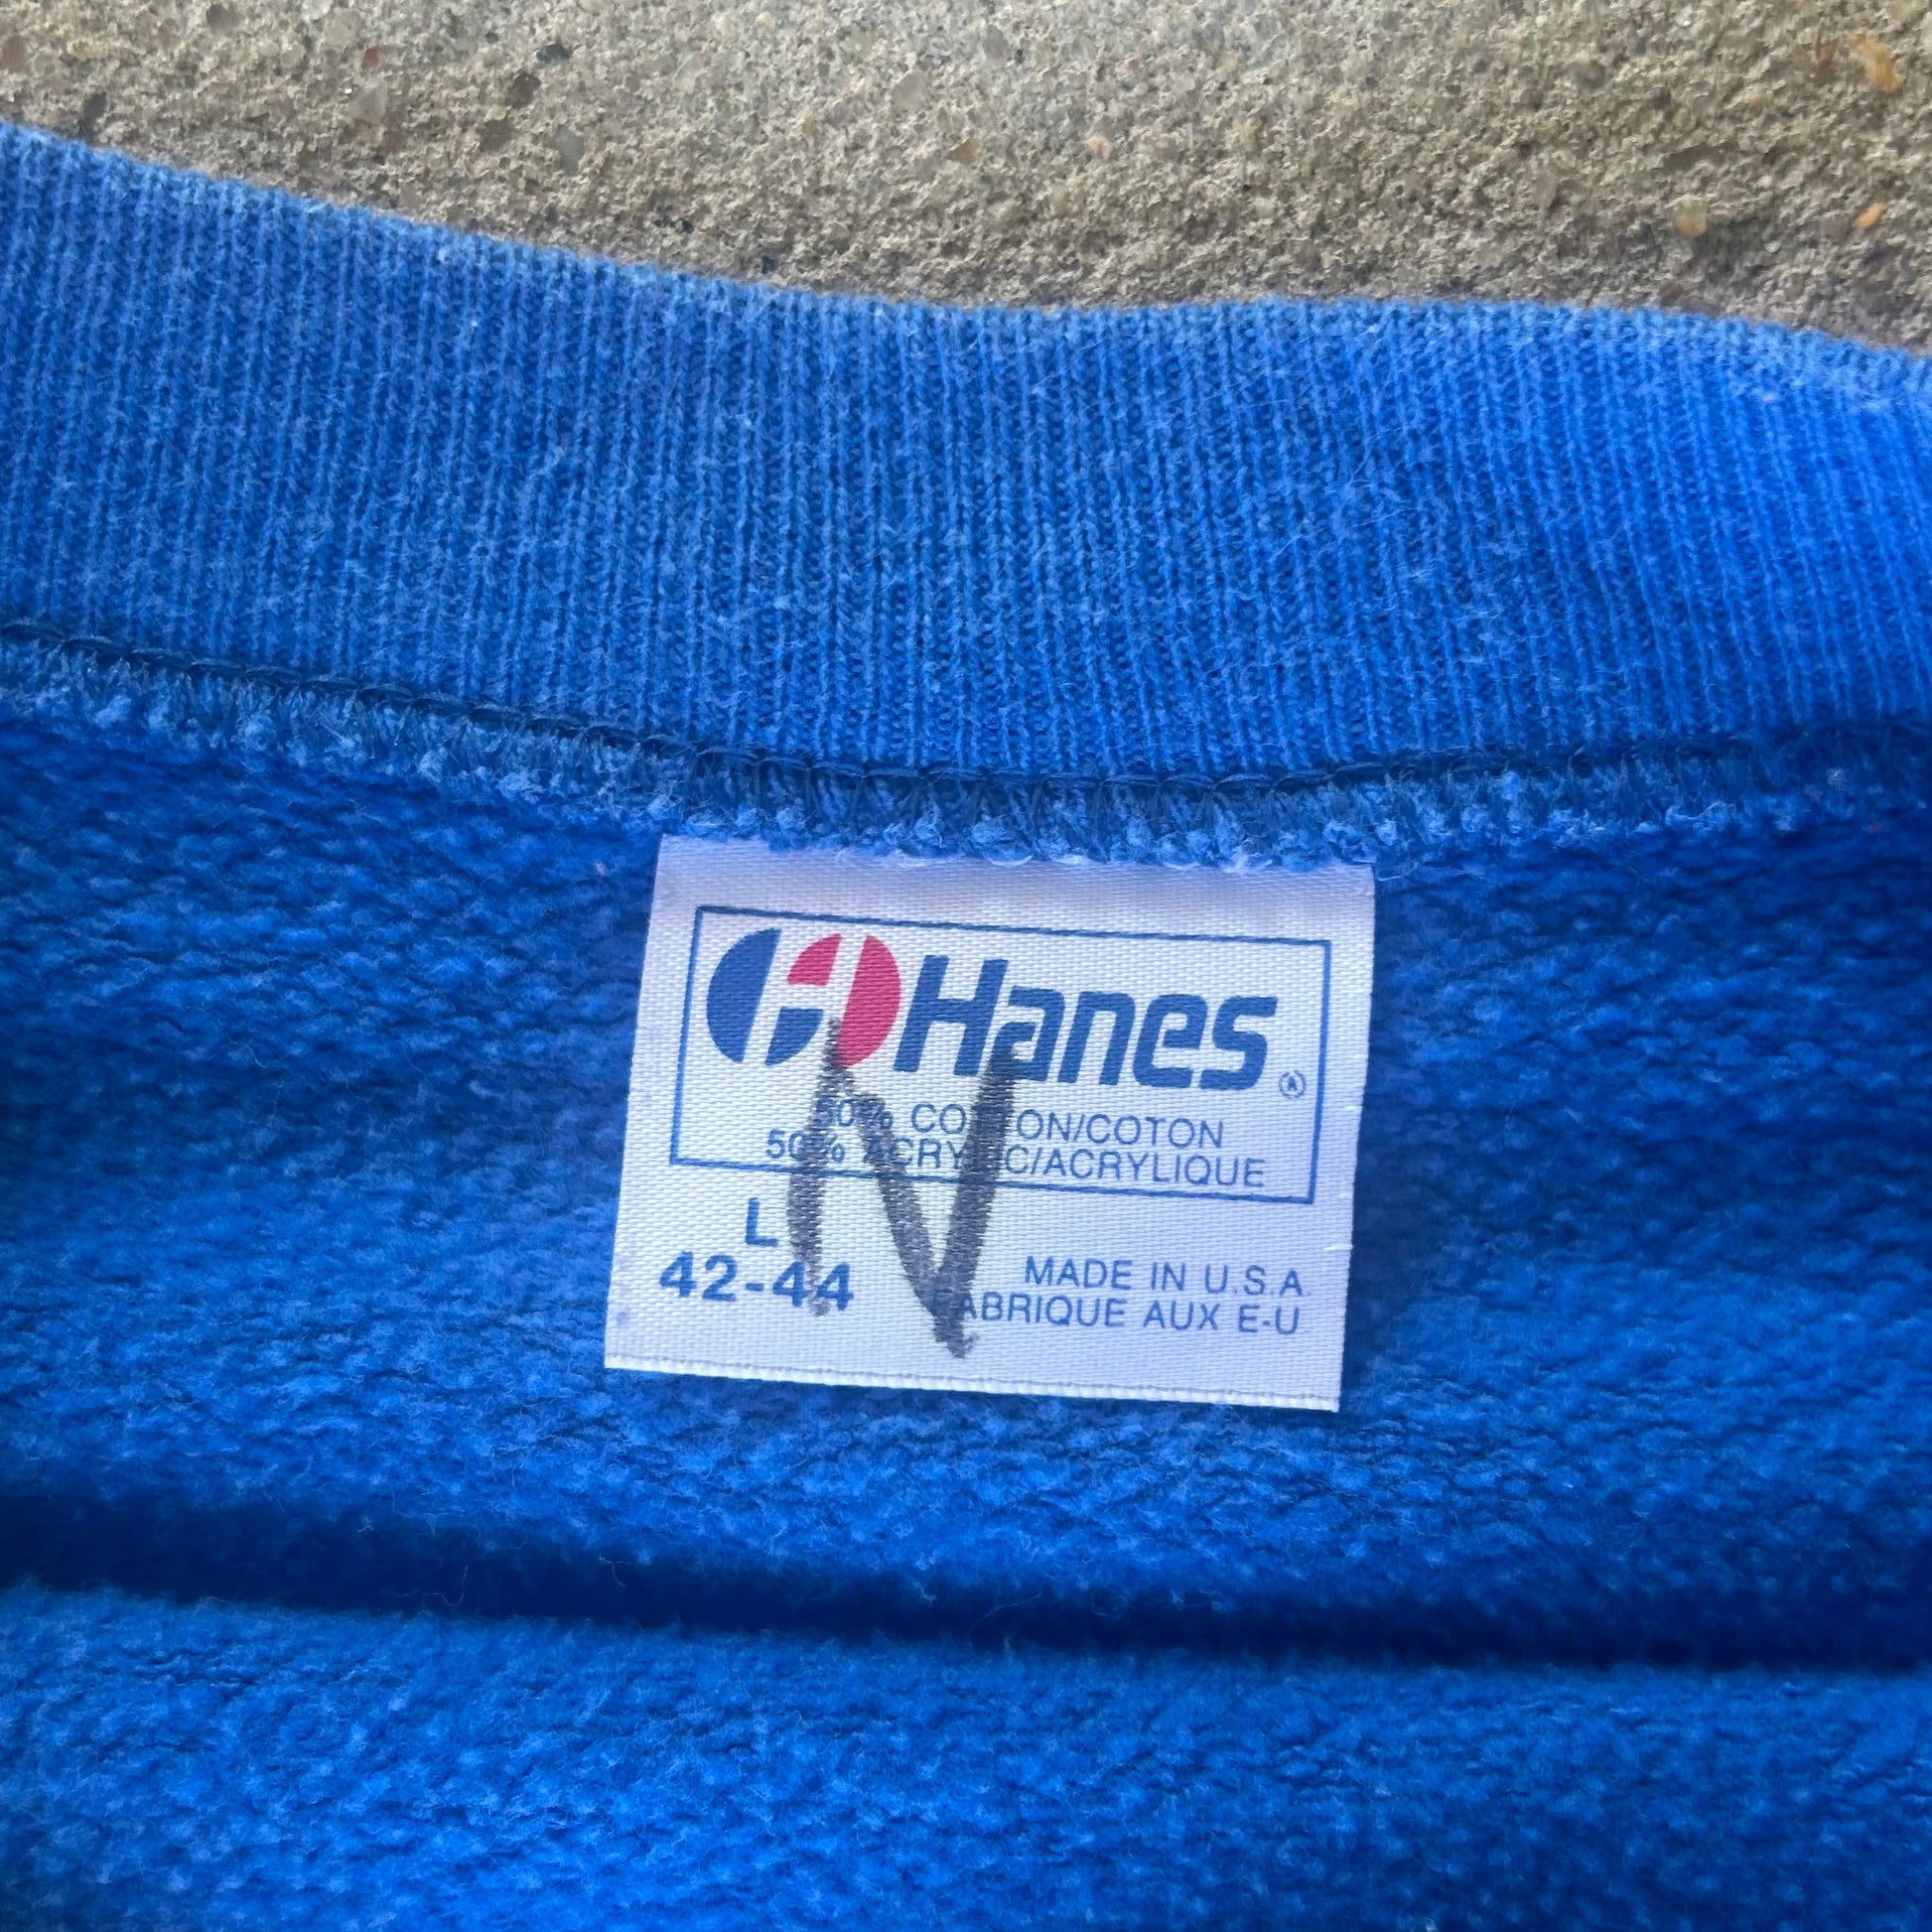 Hanes ®
50% COTTON/COTON
50% ACRYLIC/ACRYLIQUE
N
L
42-44
MADE IN U.S.A.
FABRIQUE AUX E-U